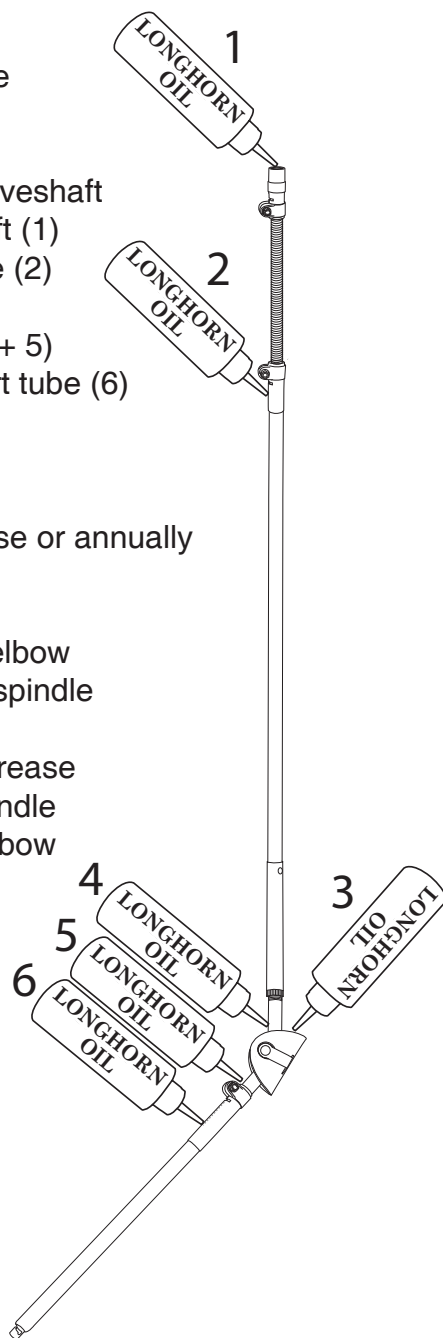 1
LONGHORN
OIL
e
veshaft
ft (1)
e (2)
2
LONGHORN
OIL
+ 5)
rt tube (6)
se or annually
elbow
spindle
rease
ndle
bow
4
LONGHORN
OIL
3
LONGHORN
OIL
5
LONGHORN
OIL
6
LONGHORN
OIL